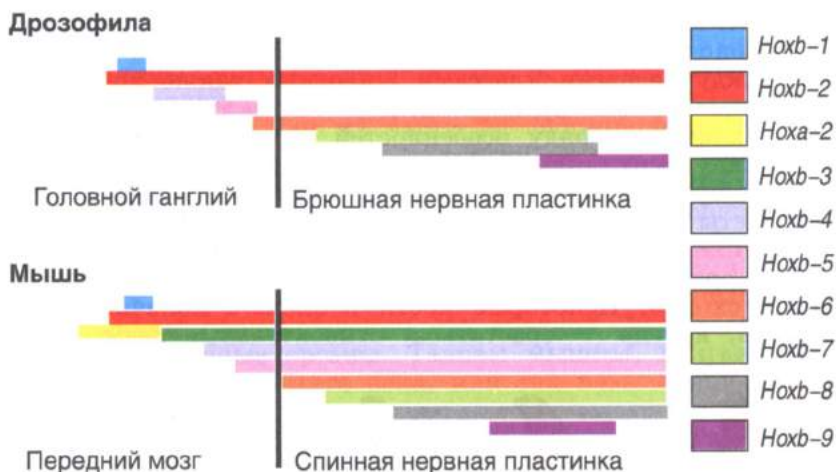 Дрозофила
Головной ганглий
Брюшная нервная пластинка
Мышь
Передний мозг
Спинная нервная пластинка
Hoxb-1
Hoxb-2
Hoxa-2
Hoxb-3
Hoxb-4
Hoxb-5
Hoxb-6
Hoxb-7
Hoxb-8
Hoxb-9